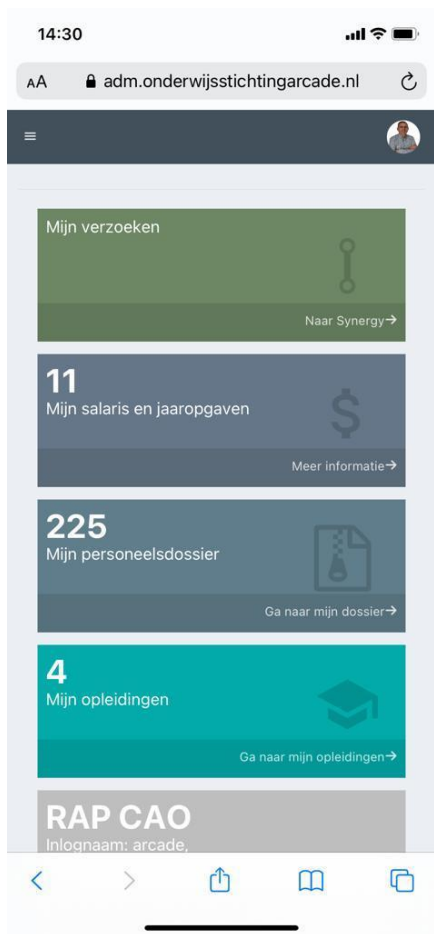 14:30
AA adm.onderwijsstichtingarcade.nl
Mijn verzoeken
Naar Synergy→
11
Mijn salaris en jaaropgaven
$
Meer informatie→
225
Mijn personeelsdossier
Ga naar mijn dossier→
4
Mijn opleidingen
Ga naar mijn opleidingen→
RAP CAO
Inlognaam: arcade,